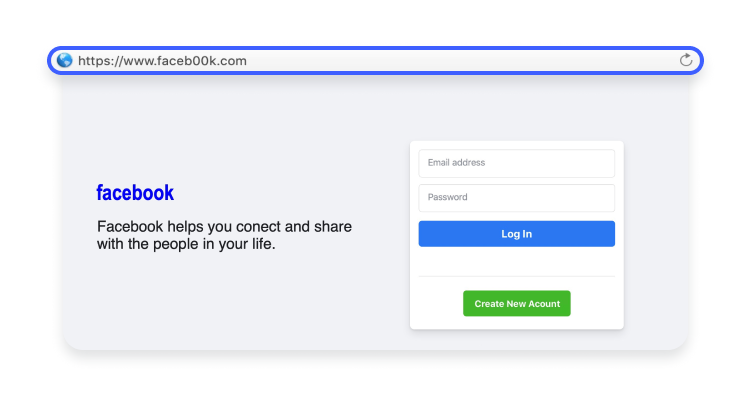 https://www.faceb00k.com
facebook
Facebook helps you conect and share
with the people in your life.
Email address
Password
Log In
Create New Acount